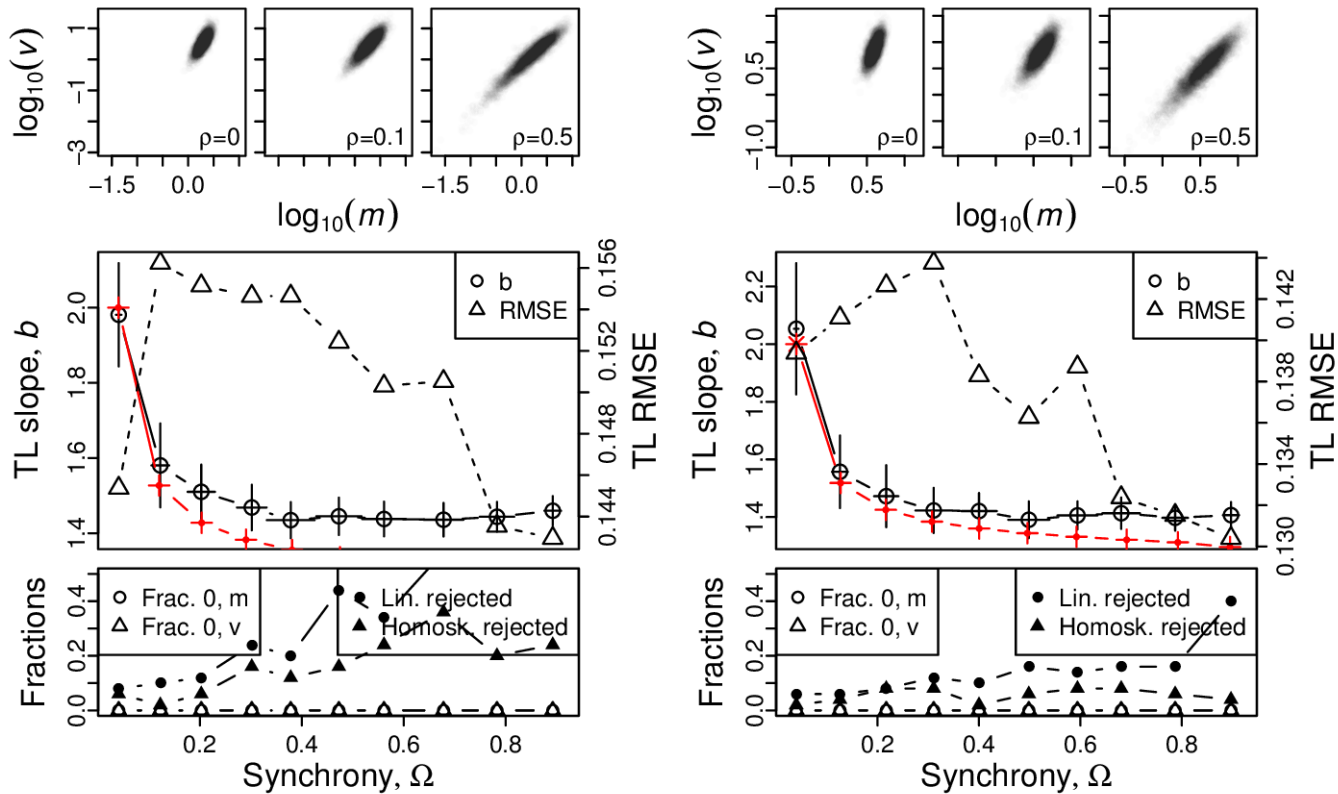 log10(v)
1
−1
−3
ρ=0
ρ=0.1
ρ=0.5
−1.5
0.0
−1.5
0.0
log10(m)
log10(v)
0.5
−1.0
ρ=0
ρ=0.1
ρ=0.5
−0.5
0.5
−0.5
0.5
log10(m)
TL slope, b
2.0
1.8
1.6
1.4
b
RMSE
0.156
0.152
0.148
0.144
TL RMSE
TL slope, b
2.2
2.0
1.8
1.6
1.4
b
RMSE
0.142
0.138
0.134
0.130
TL RMSE
Fractions
0.4
0.2
0.0
Frac. 0, m
Frac. 0, v
Lin. rejected
Homosk. rejected
0.2
0.4
0.6
0.8
Synchrony, Ω
Fractions
0.4
0.2
0.0
Frac. 0, m
Frac. 0, v
Lin. rejected
Homosk. rejected
0.2
0.4
0.6
0.8
Synchrony, Ω